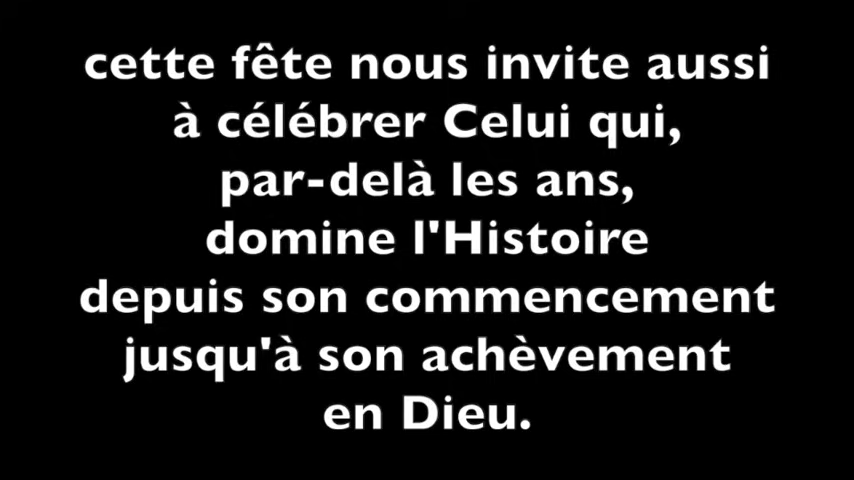 cette fête nous invite aussi
à célébrer Celui qui,
par-delà les ans,
domine l'Histoire
depuis son commencement
jusqu'à son achèvement
en Dieu.